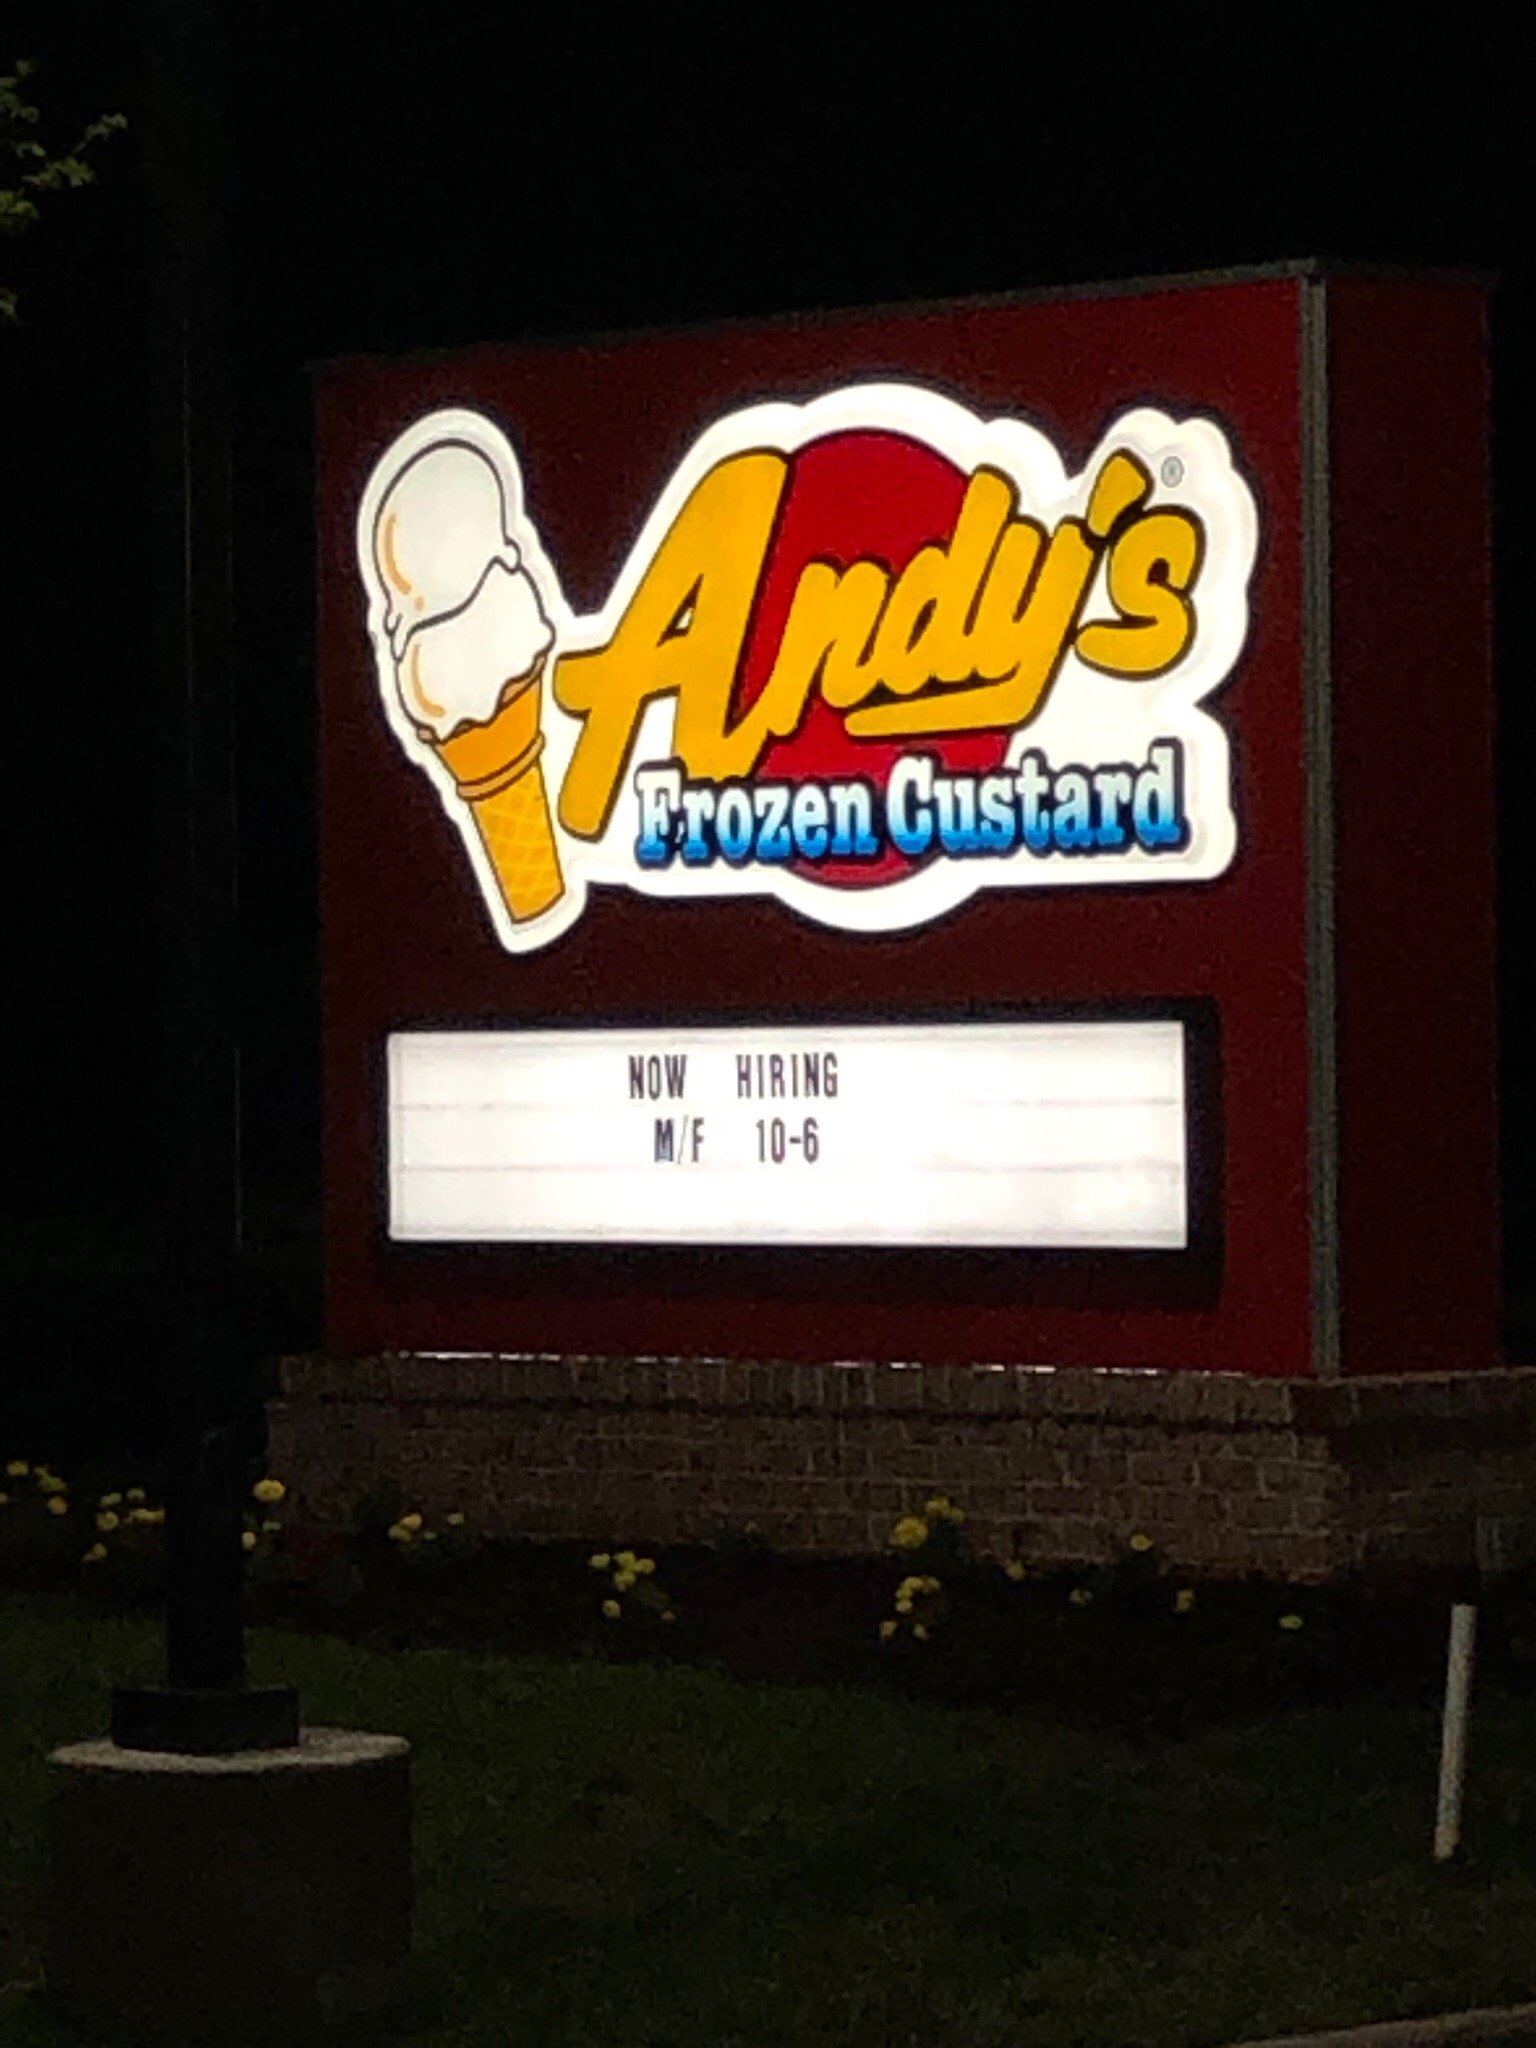 Andy's®
Frozen Custard
NOW HIRING
M/F 10-6